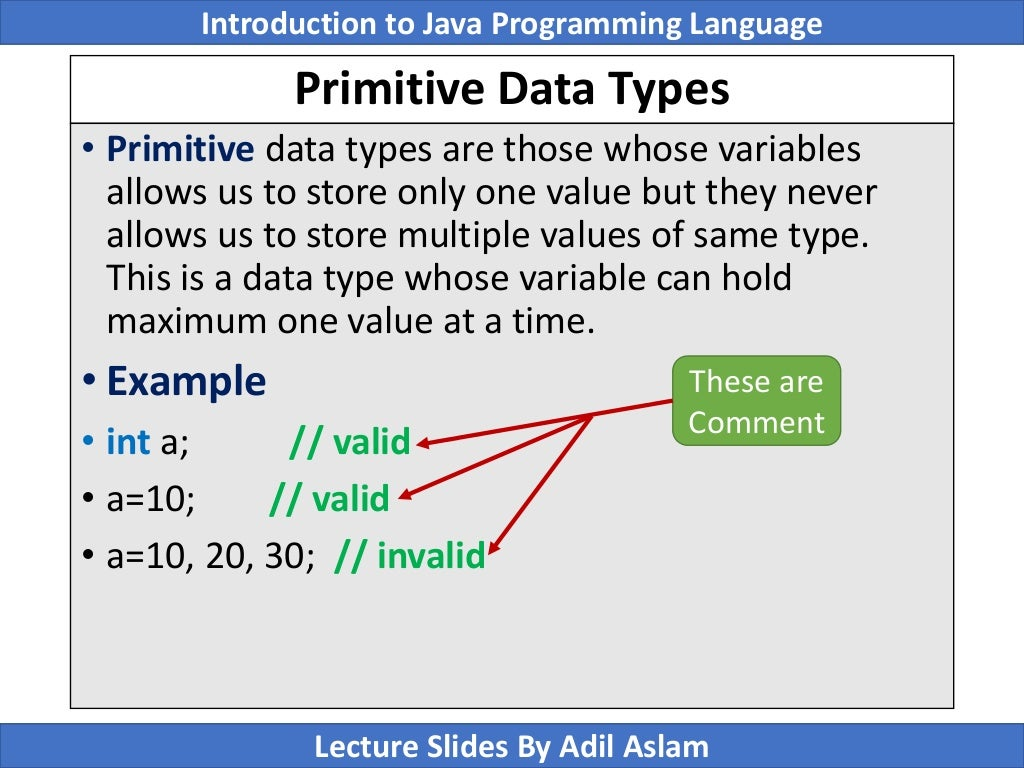 Introduction to Java Programming Language
Primitive Data Types
• Primitive data types are those whose variables
allows us to store only one value but they never
allows us to store multiple values of same type.
This is a data type whose variable can hold
maximum one value at a time.
• Example
These are
Comment
• int a; // valid
• a=10; // valid
• a=10, 20, 30; // invalid
Lecture Slides By Adil Aslam